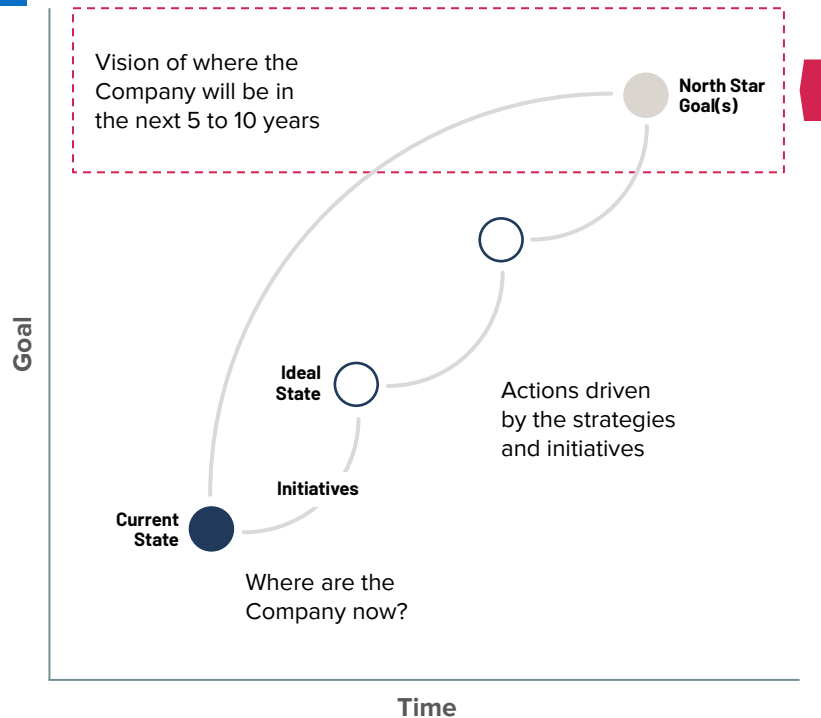 Vision of where the
Company will be in
the next 5 to 10 years
North Star
Goal(s)
Goal
Ideal
State
Actions driven
by the strategies
and initiatives
Initiatives
Current
State
Where are the
Company now?
Time